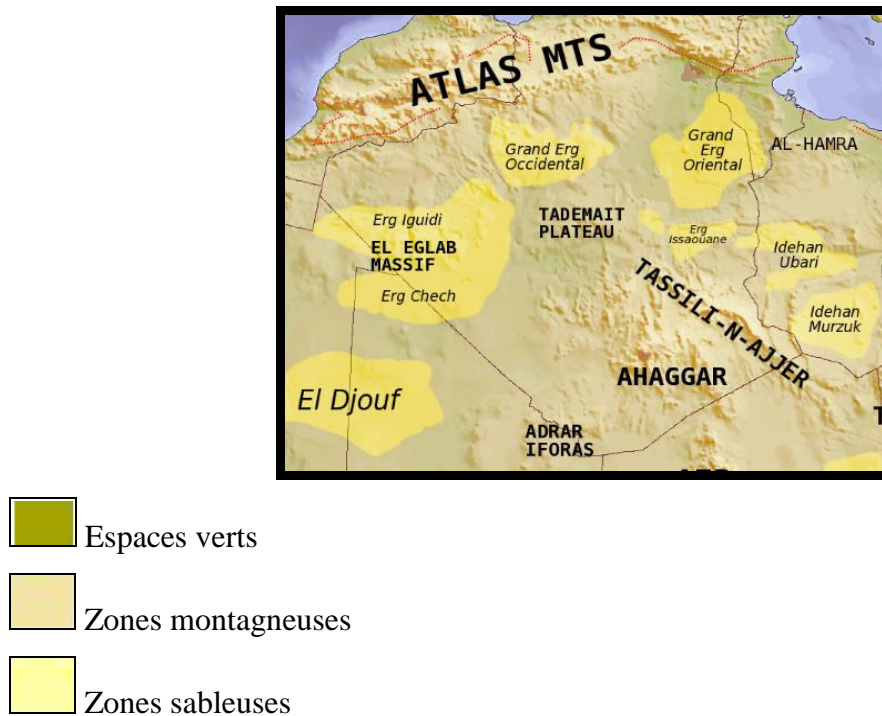 ATLAS MTS
Grand Erg
Occidental
Grand
Erg
Oriental
AL-HAMRA
Erg Iguidi
TADEMAIT
PLATEAU
Erg
Issaouane
EL EGLAB
MASSIF
Idehan
Ubari
Erg Chech
TASSILI-N-AJJER
Idehan
Murzuk
AHAGGAR
El Djouf
ADRAR
IFORAS
Espaces verts
Zones montagneuses
Zones sableuses